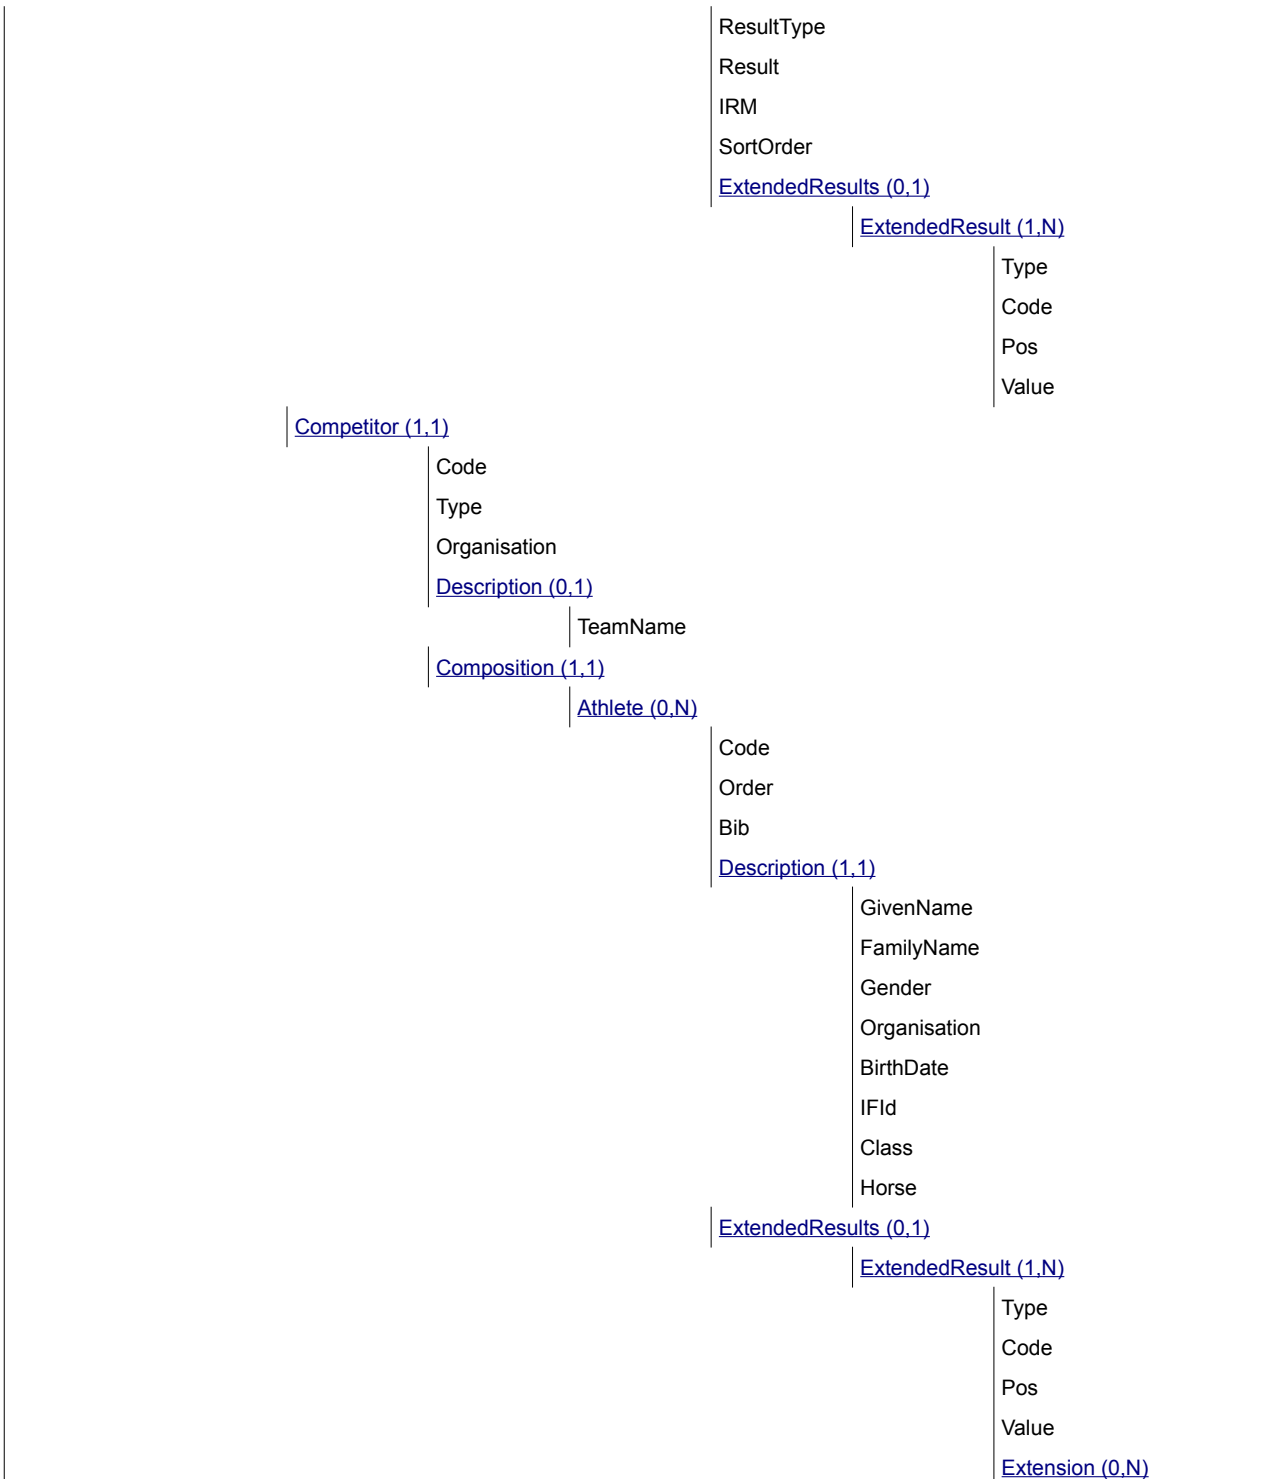 ResultType
Result
IRM
SortOrder
ExtendedResults (0,1)
ExtendedResult (1,N)
Type
Code
Pos
Value
Competitor (1,1)
Code
Type
Organisation
Description (0,1)
TeamName
Composition (1,1)
Athlete (0,N)
Code
Order
Bib
Description (1,1)
GivenName
FamilyName
Gender
Organisation
BirthDate
IFId
Class
Horse
ExtendedResults (0,1)
ExtendedResult (1,N)
Type
Code
Pos
Value
Extension (0,N)